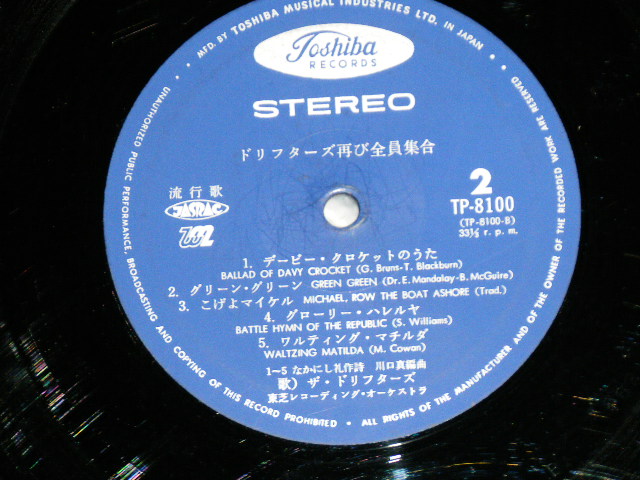 MFD. BY TOSHIBA MUSICAL INDUSTRIES LTD. IN JAPAN
Toshiba
RECORDS
STEREO
ドリフターズ再び全員集合
流行歌
JASRAC
2
TP-8100
(TP-8100-B)
33⅓ r. p. m.
1. デービー・クロケットのうた
BALLAD OF DAVY CROCKET (G. Bruns-T. Blackburn)
2. グリーン・グリーン GREEN GREEN (Dr. E. Mandalay-B. McGuire)
3. こげよマイケル MICHAEL, ROW THE BOAT ASHORE (Trad.)
4. グローリー・ハレルヤ
BATTLE HYMN OF THE REPUBLIC (S. Williams)
5. ワルティング・マチルダ
WALTZING MATILDA (M. Cowan)
1~5 なかにし礼作詩 川口真編曲
歌) ザ・ドリフターズ
東芝レコーディング・オーケストラ
UNAUTHORIZED PUBLIC PERFORMANCE, BROADCASTING AND COPYING OF THIS RECORD PROHIBITED • ALL RIGHTS OF THE MANUFACTURER AND OF THE OWNER OF THE RECORDED WORK ARE RESERVED